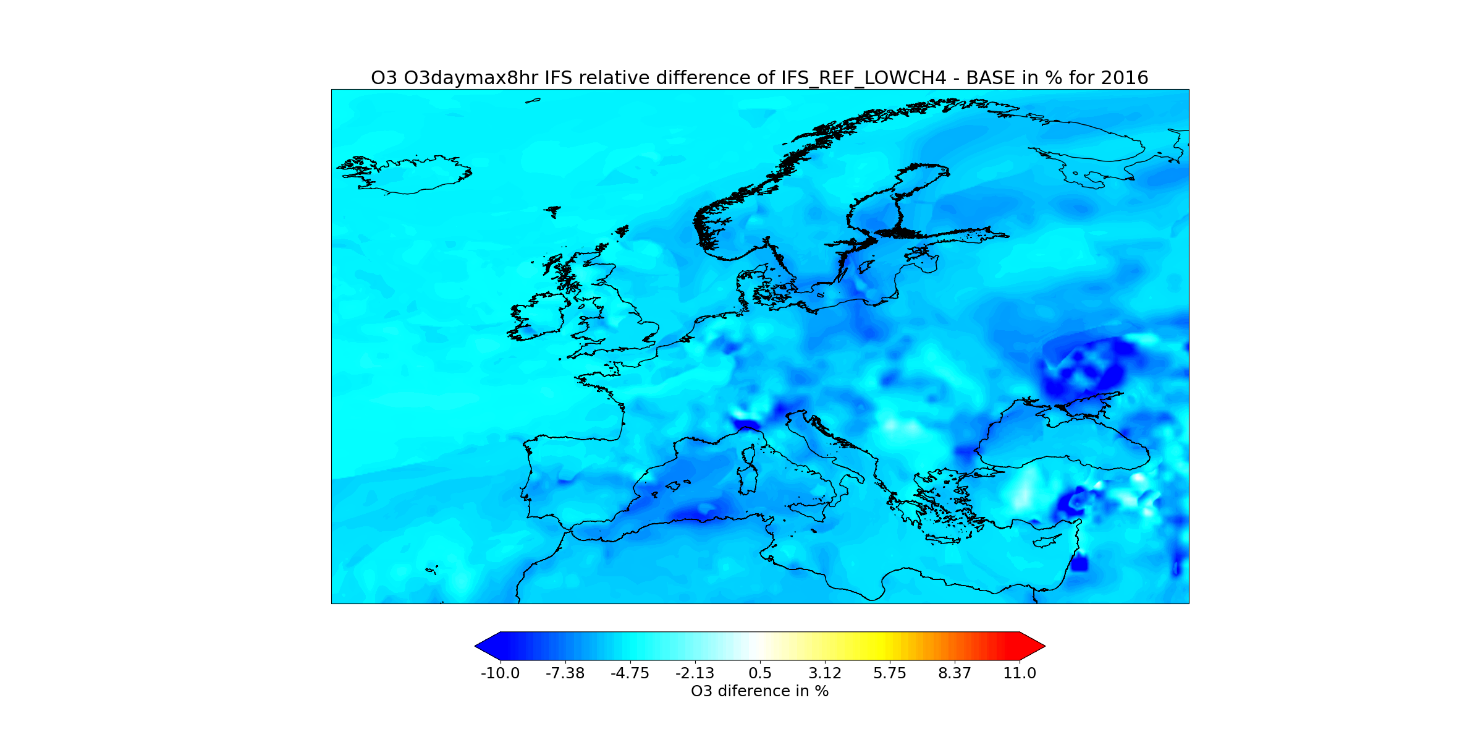 O3 O3daymax8hr IFS relative difference of IFS_REF_LOWCH4 - BASE in % for 2016
-10.0 -7.38 -4.75 -2.13 0.5 3.12 5.75 8.37 11.0
O3 diference in %